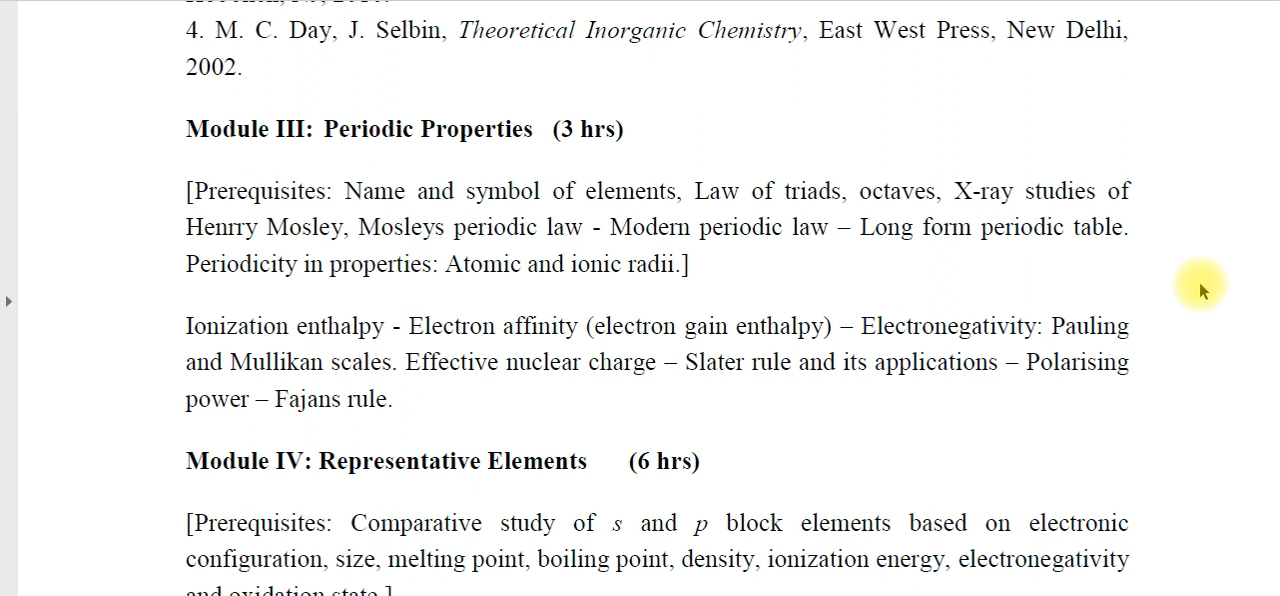 4. M. C. Day, J. Selbin, Theoretical Inorganic Chemistry, East West Press, New Delhi,
2002.
Module III: Periodic Properties (3 hrs)
[Prerequisites: Name and symbol of elements, Law of triads, octaves, X-ray studies of
Henrry Mosley, Mosleys periodic law - Modern periodic law – Long form periodic table.
Periodicity in properties: Atomic and ionic radii.]
Ionization enthalpy - Electron affinity (electron gain enthalpy) – Electronegativity: Pauling
and Mullikan scales. Effective nuclear charge – Slater rule and its applications – Polarising
power – Fajans rule.
Module IV: Representative Elements (6 hrs)
[Prerequisites: Comparative study of s and p block elements based on electronic
configuration, size, melting point, boiling point, density, ionization energy, electronegativity
and oxidation state.]